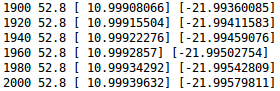 1900 52.8 [ 10.99908066] [-21.99360085]
1920 52.8 [ 10.99915504] [-21.99411583]
1940 52.8 [ 10.99922276] [-21.99459076]
1960 52.8 [ 10.9992857] [-21.99502754]
1980 52.8 [ 10.99934292] [-21.99542809]
2000 52.8 [ 10.99939632] [-21.99579811]